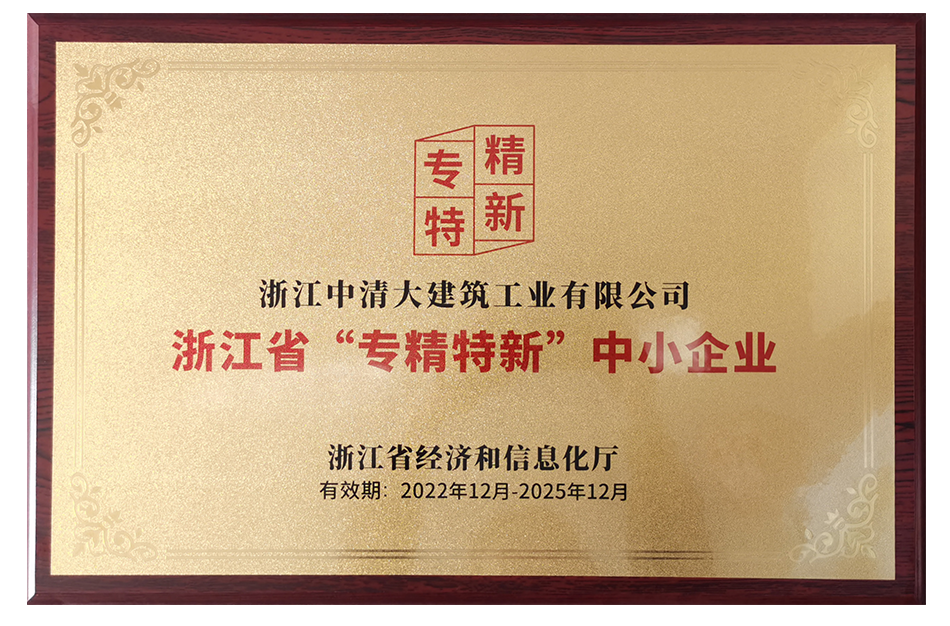 专精
特新
浙江中清大建筑工业有限公司
浙江省“专精特新”中小企业
浙江省经济和信息化厅
有效期：2022年12月-2025年12月